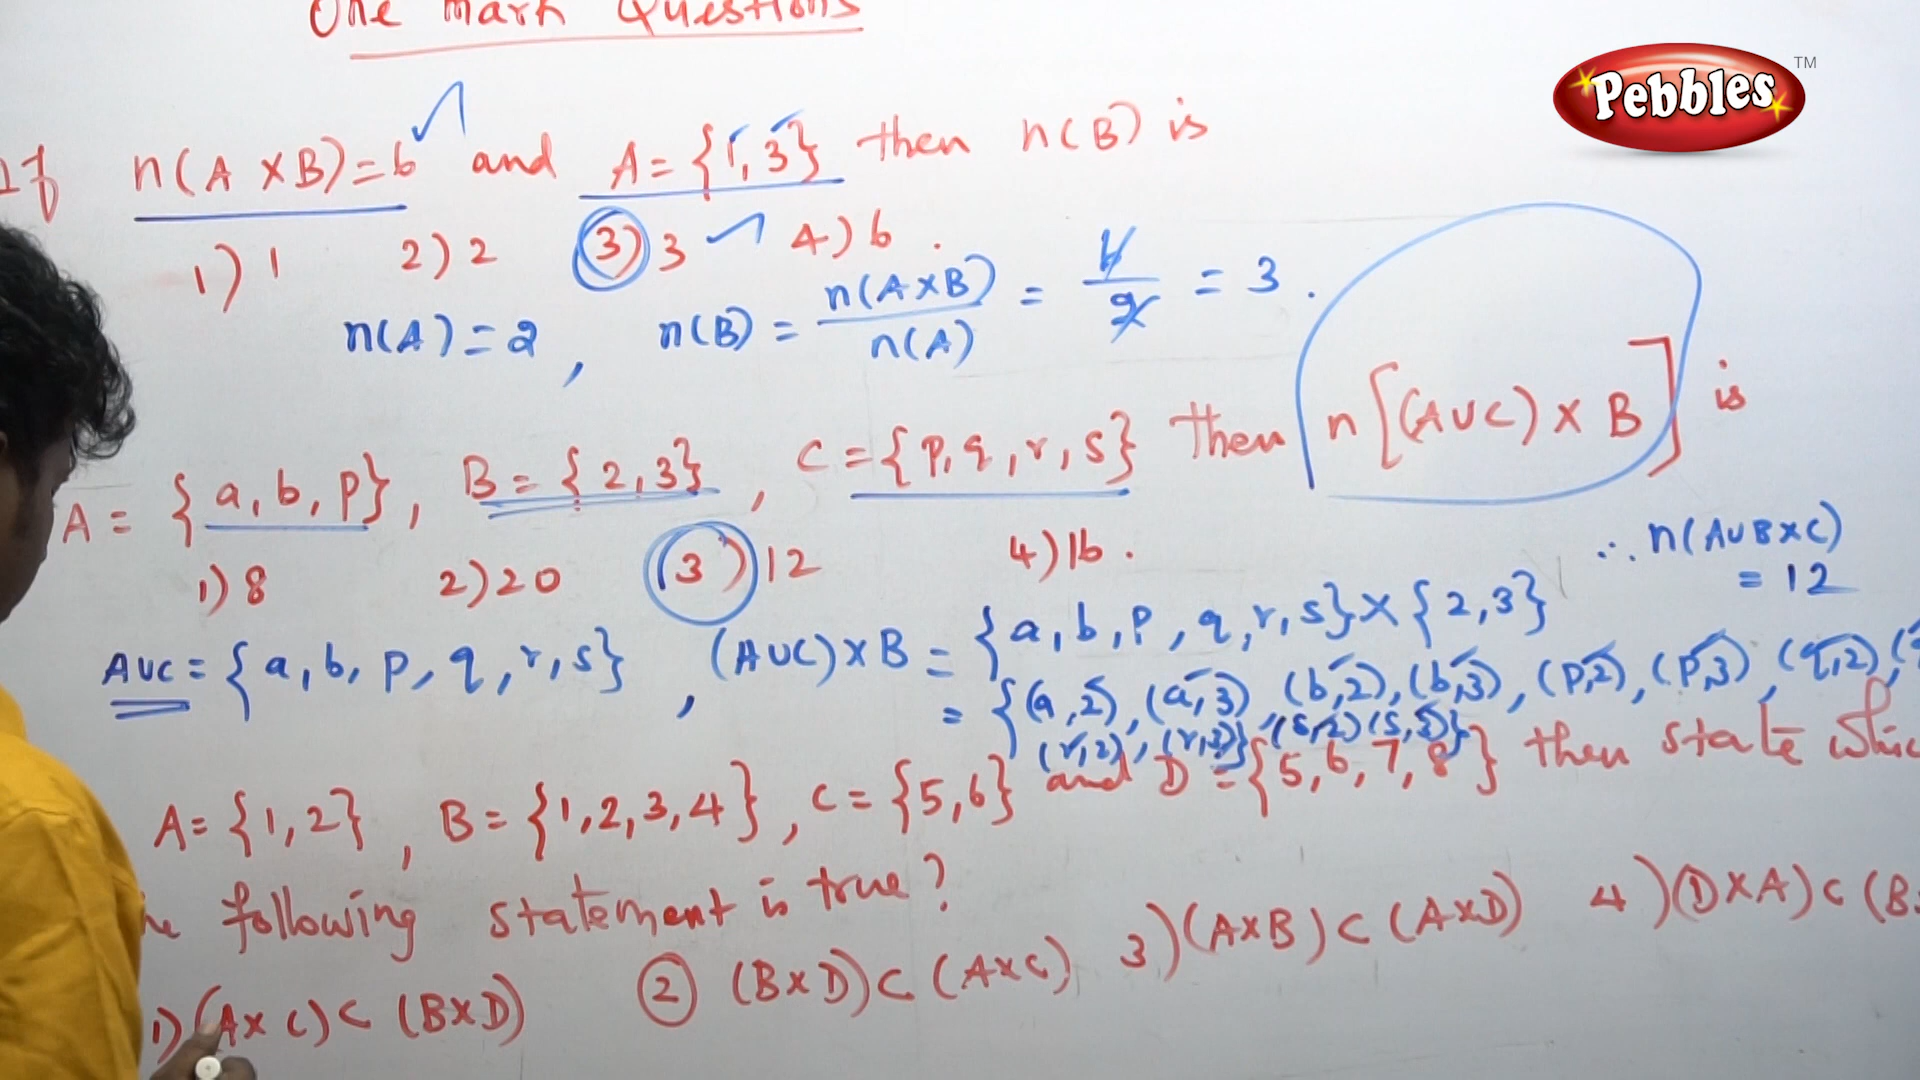 One Mark Questions
Pebbles TM
If n(A×B)=6 and A={1,3} then n(B) is
1) 1 2) 2 3) 3 4) 6.
n(A)=2, n(B) = n(A×B)/n(A) = 6/2 = 3.
A={a,b,p}, B={2,3}, C={p,q,r,s} Then n[(A∪C)×B] is
1) 8 2) 20 3) 12 4) 16.
∴ n(A∪B×C)
= 12
A∪C={a,b,p,q,r,s}, (A∪C)×B = {a,b,p,q,r,s}×{2,3}
= {(a,2),(a,3) (b,2),(b,3),(p,2),(p,3),(q,2),
(r,2),(r,3)},(s,2)(s,3)}
A={1,2}, B={1,2,3,4}, C={5,6} and D={5,6,7,8} then state
following statement is true?
1) (A×C)⊂(B×D) 2 (B×D)⊂(A×C) 3) (A×B)⊂(A×D) 4) (D×A)⊂(B